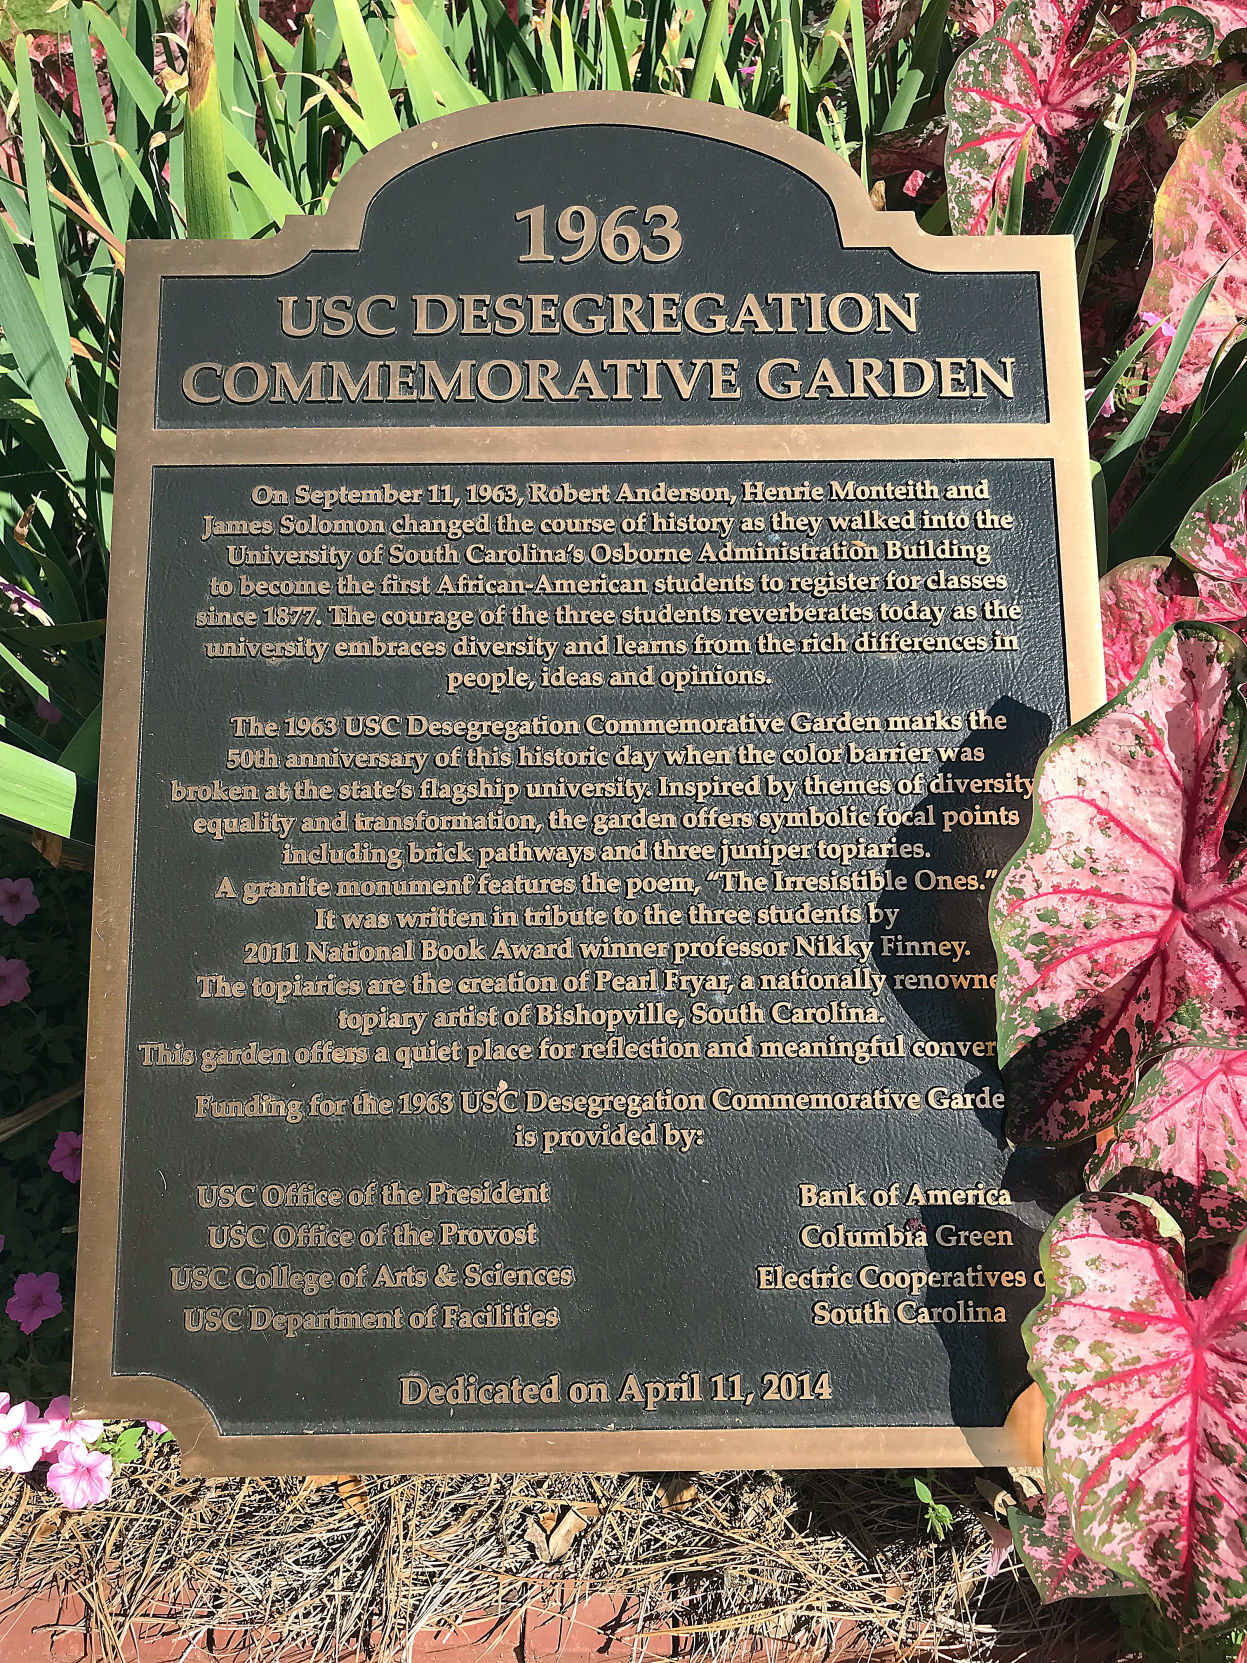 1963
USC DESEGREGATION
COMMEMORATIVE GARDEN
On September 11, 1963, Robert Anderson, Henrie Monteith and
James Solomon changed the course of history as they walked into the
University of South Carolina's Osborne Administration Building
to become the first African-American students to register for classes
since 1877. The courage of the three students reverberates today as the
university embraces diversity and learns from the rich differences in
people, ideas and opinions.
The 1963 USC Desegregation Commemorative Garden marks the
50th anniversary of this historic day when the color barrier was
broken at the state's flagship university. Inspired by themes of diversity
equality and transformation, the garden offers symbolic focal points
including brick pathways and three juniper topiaries.
A granite monument features the poem, "The Irresistible Ones."
It was written in tribute to the three students by
2011 National Book Award winner professor Nikky Finney.
The topiaries are the creation of Pearl Fryar, a nationally renowne
topiary artist of Bishopville, South Carolina.
This garden offers a quiet place for reflection and meaningful conver
Funding for the 1963 USC Desegregation Commemorative Garde
is provided by:
USC Office of the President
USC Office of the Provost
USC College of Arts & Sciences
USC Department of Facilities
Bank of America
Columbia Green
Electric Cooperatives o
South Carolina
Dedicated on April 11, 2014